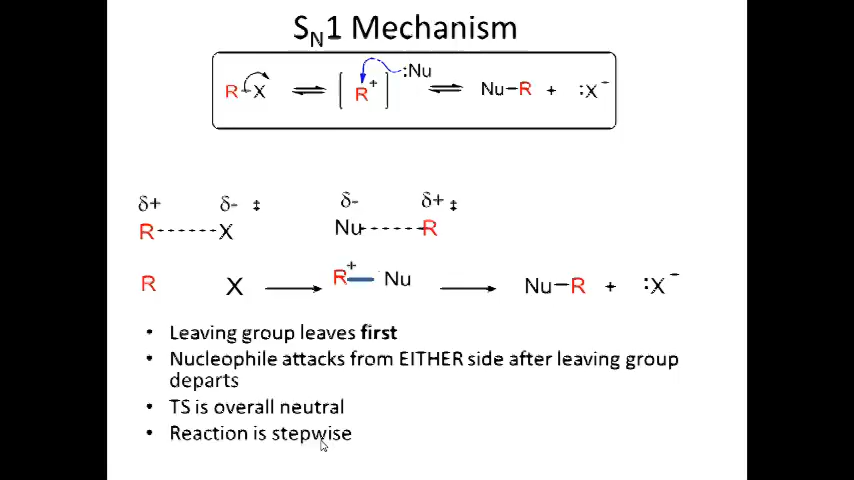 SN1 Mechanism
R–X ⇌ [ R+ ] :Nu ⇌ Nu–R + :X−
δ+ δ- ‡ δ- δ+ ‡
R------X Nu------R
R X → R+ — Nu → Nu–R + :X−
• Leaving group leaves first
• Nucleophile attacks from EITHER side after leaving group
departs
• TS is overall neutral
• Reaction is stepwise